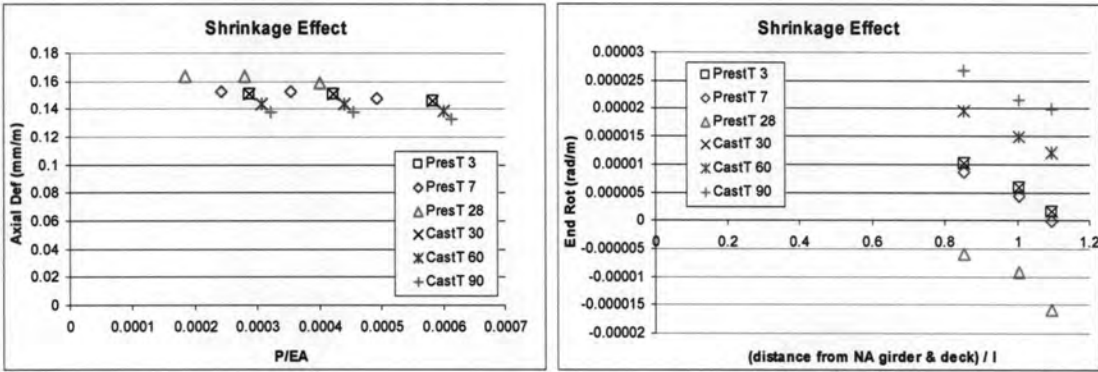 Shrinkage Effect
Axial Def (mm/m)
0.18
0.16
0.14
0.12
0.1
0.08
0.06
0.04
0.02
0
PresT 3
PresT 7
PresT 28
CastT 30
CastT 60
CastT 90
0 0.0001 0.0002 0.0003 0.0004 0.0005 0.0006 0.0007
P/EA
Shrinkage Effect
End Rot (rad/m)
0.00003
0.000025
0.00002
0.000015
0.00001
0.000005
0
-0.000005
-0.00001
-0.000015
-0.00002
PrestT 3
PrestT 7
PrestT 28
CastT 30
CastT 60
CastT 90
0 0.2 0.4 0.6 0.8 1 1.2
(distance from NA girder & deck) / I